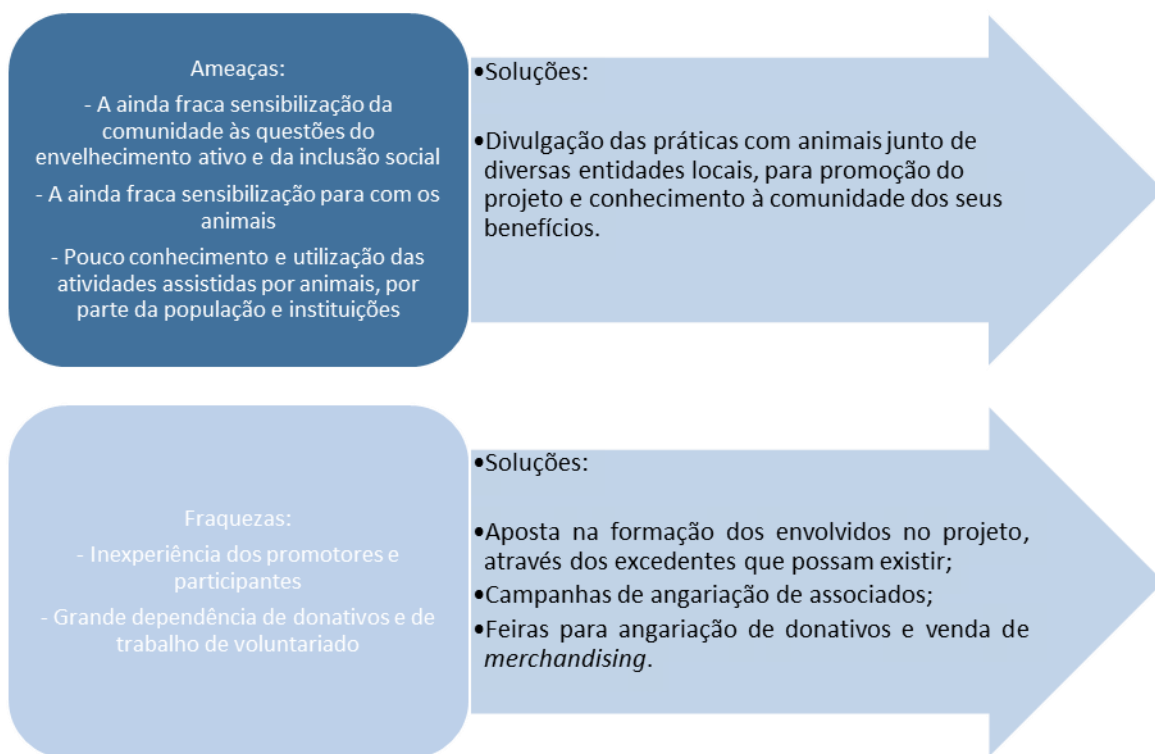 Ameaças:
- A ainda fraca sensibilização da
comunidade às questões do
envelhecimento ativo e da inclusão social
- A ainda fraca sensibilização para com os
animais
- Pouco conhecimento e utilização das
atividades assistidas por animais, por
parte da população e instituições
•Soluções:
•Divulgação das práticas com animais junto de
diversas entidades locais, para promoção do
projeto e conhecimento à comunidade dos seus
benefícios.
Fraquezas:
- Inexperiência dos promotores e
participantes
- Grande dependência de donativos e de
trabalho de voluntariado
•Soluções:
•Aposta na formação dos envolvidos no projeto,
através dos excedentes que possam existir;
•Campanhas de angariação de associados;
•Feiras para angariação de donativos e venda de
merchandising.